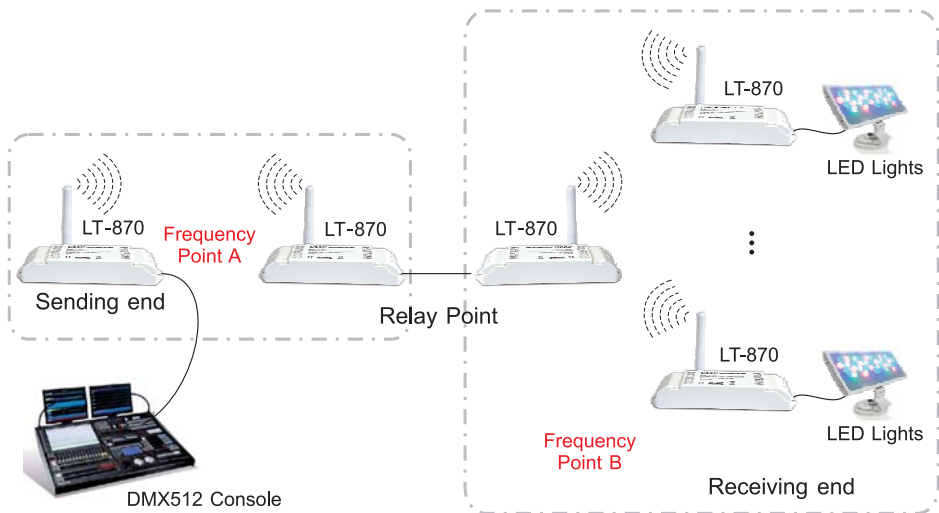 LT-870
LED Lights
LT-870
Frequency
Point A
LT-870
LT-870
Sending end
Relay Point
LT-870
LED Lights
Frequency
Point B
Receiving end
DMX512 Console